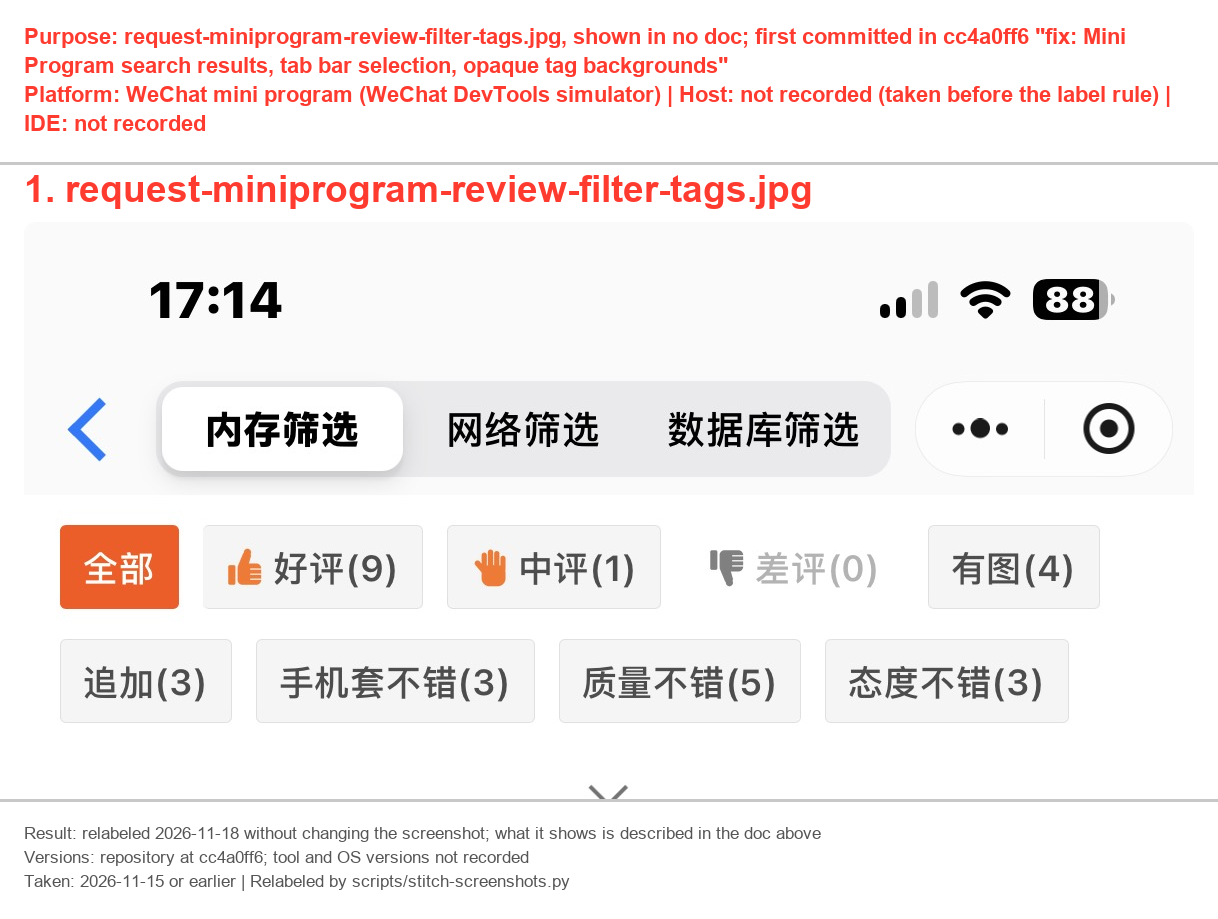 Purpose: request-miniprogram-review-filter-tags.jpg, shown in no doc; first committed in cc4a0ff6 "fix: Mini
Program search results, tab bar selection, opaque tag backgrounds"
Platform: WeChat mini program (WeChat DevTools simulator) | Host: not recorded (taken before the label rule) |
IDE: not recorded
1. request-miniprogram-review-filter-tags.jpg
17:14
88
内存筛选 网络筛选 数据库筛选
全部 好评(9) 中评(1) 差评(0) 有图(4)
追加(3) 手机套不错(3) 质量不错(5) 态度不错(3)
Result: relabeled 2026-11-18 without changing the screenshot; what it shows is described in the doc above
Versions: repository at cc4a0ff6; tool and OS versions not recorded
Taken: 2026-11-15 or earlier | Relabeled by scripts/stitch-screenshots.py